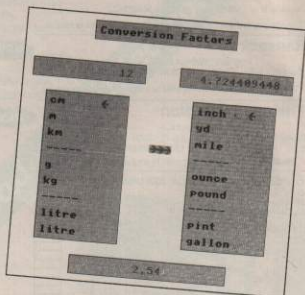 Conversion Factors
12
4.724409448
cm ←
m
km
------
g
kg
------
litre
litre
>>>
inch ←
yd
mile
------
ounce
pound
------
pint
gallon
2.54